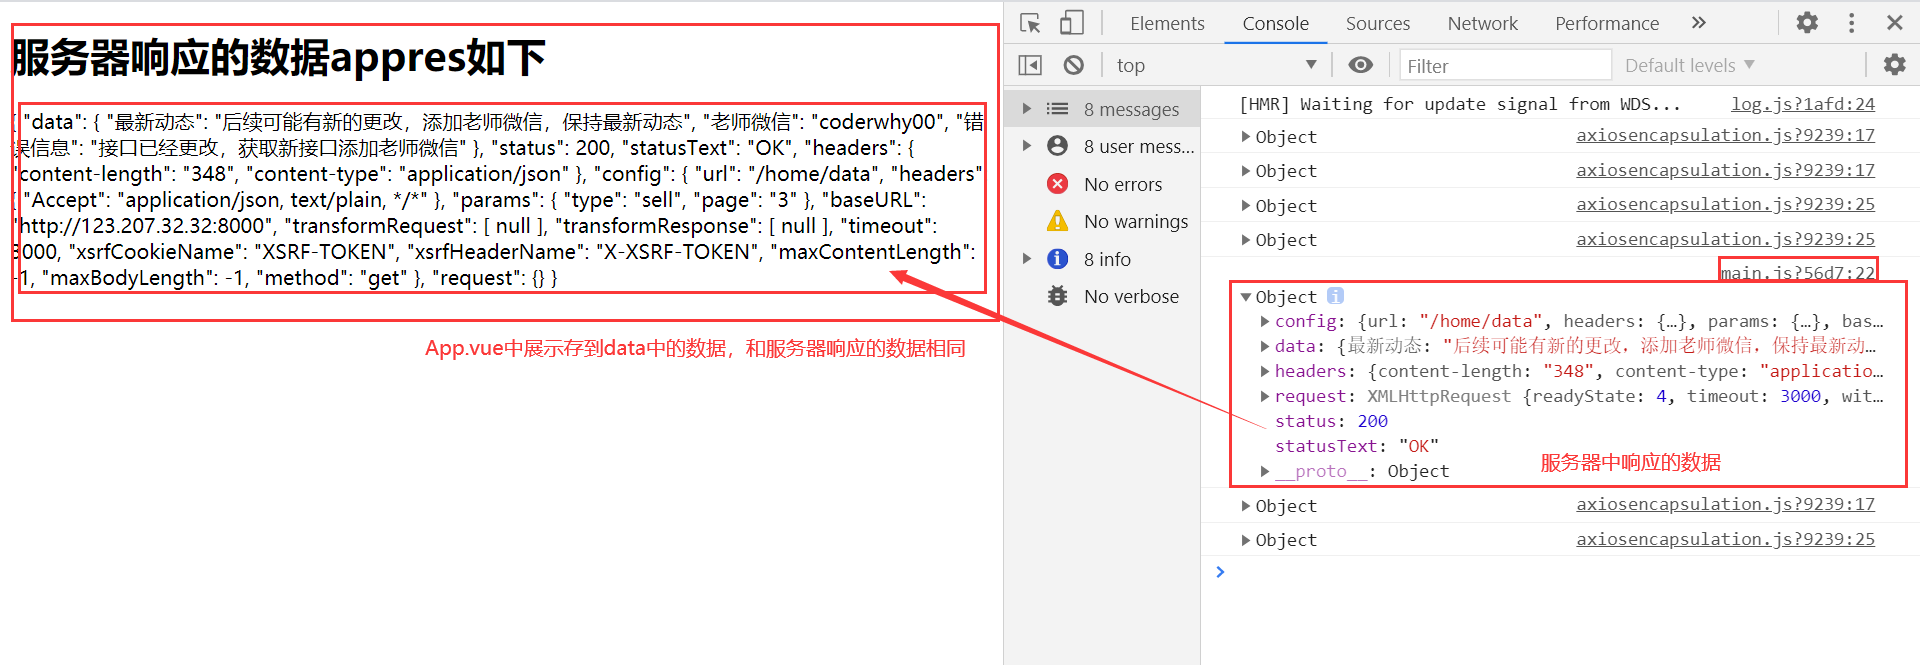 服务器响应的数据appres如下
{ "data": { "最新动态": "后续可能有新的更改，添加老师微信，保持最新动态", "老师微信": "coderwhy00", "错
误信息": "接口已经更改，获取新接口添加老师微信" }, "status": 200, "statusText": "OK", "headers": {
"content-length": "348", "content-type": "application/json" }, "config": { "url": "/home/data", "headers"
{ "Accept": "application/json, text/plain, */*" }, "params": { "type": "sell", "page": "3" }, "baseURL":
"http://123.207.32.32:8000", "transformRequest": [ null ], "transformResponse": [ null ], "timeout":
3000, "xsrfCookieName": "XSRF-TOKEN", "xsrfHeaderName": "X-XSRF-TOKEN", "maxContentLength":
-1, "maxBodyLength": -1, "method": "get" }, "request": {} }
App.vue中展示存到data中的数据，和服务器响应的数据相同
Elements Console Sources Network Performance »
top Filter Default levels
8 messages
8 user mess...
No errors
No warnings
8 info
No verbose
[HMR] Waiting for update signal from WDS... log.js?1afd:24
Object axiosencapsulation.js?9239:17
Object axiosencapsulation.js?9239:17
Object axiosencapsulation.js?9239:25
Object axiosencapsulation.js?9239:25
main.js?56d7:22
Object i
config: {url: "/home/data", headers: {…}, params: {…}, bas…
data: {最新动态: "后续可能有新的更改，添加老师微信，保持最新动…
headers: {content-length: "348", content-type: "applicatio…
request: XMLHttpRequest {readyState: 4, timeout: 3000, wit…
status: 200
statusText: "OK"
__proto__: Object
服务器中响应的数据
Object axiosencapsulation.js?9239:17
Object axiosencapsulation.js?9239:25